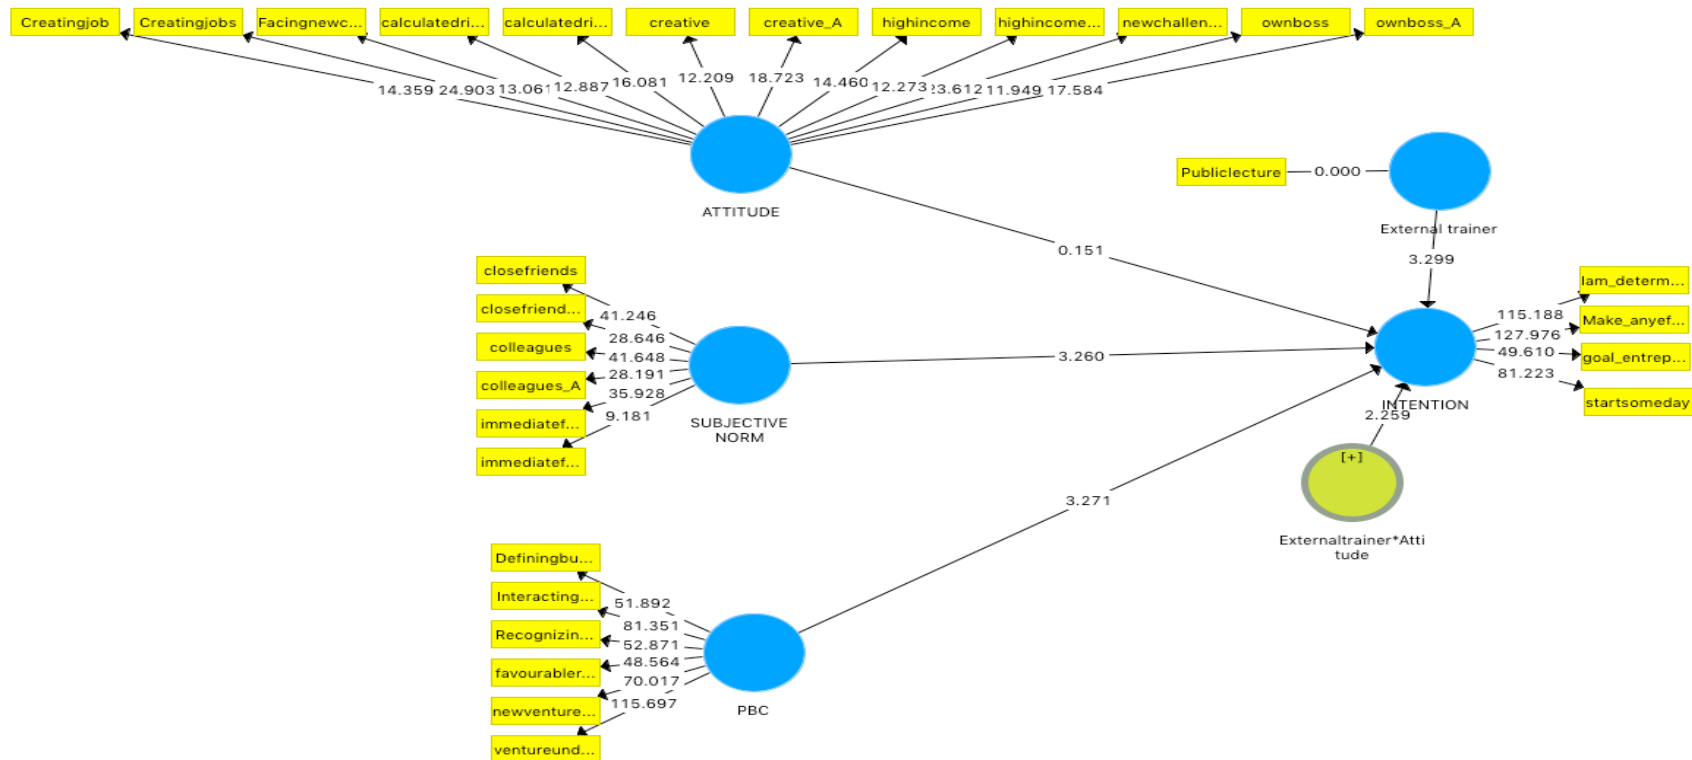 Creatingjob
Creatingjobs
Facingnewc...
calculatedri...
calculatedri...
creative
creative_A
highincome
highincome...
newchallen...
ownboss
ownboss_A
14.359
24.903
13.061
12.887
16.081
12.209
18.723
14.460
12.273
23.612
11.949
17.584
ATTITUDE
Publiclecture
0.000
External trainer
0.151
3.299
closefriends
closefriend...
colleagues
colleagues_A
immediatef...
immediatef...
41.246
28.646
41.648
28.191
35.928
9.181
SUBJECTIVE
NORM
3.260
Iam_determ...
Make_anyef...
goal_entrep...
startsomeday
115.188
127.976
49.610
81.223
INTENTION
2.259
[+]
Externaltrainer*Atti
tude
3.271
Definingbu...
Interacting...
Recognizin...
favourabler...
newventure...
ventureund...
51.892
81.351
52.871
48.564
70.017
115.697
PBC